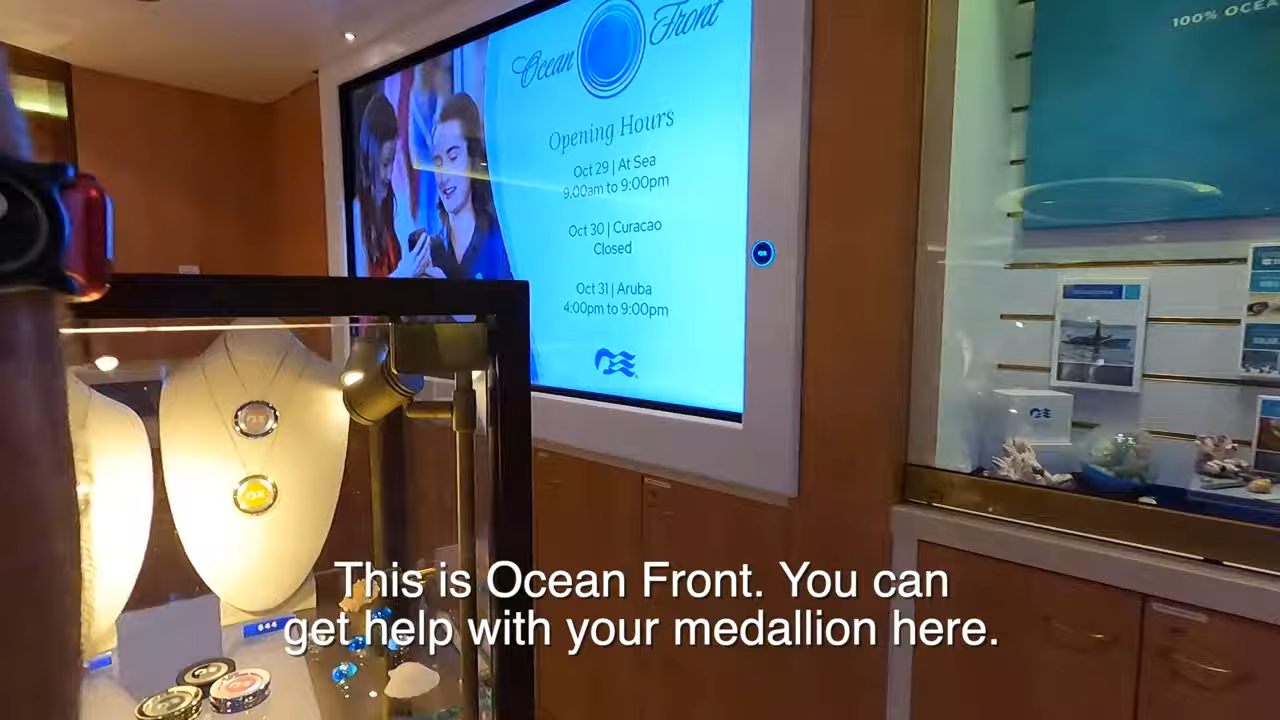 100% OCEA
Ocean Front
Opening Hours
Oct 29 | At Sea
9:00am to 9:00pm
Oct 30 | Curacao
Closed
Oct 31 | Aruba
4:00pm to 9:00pm
$44
This is Ocean Front. You can
get help with your medallion here.